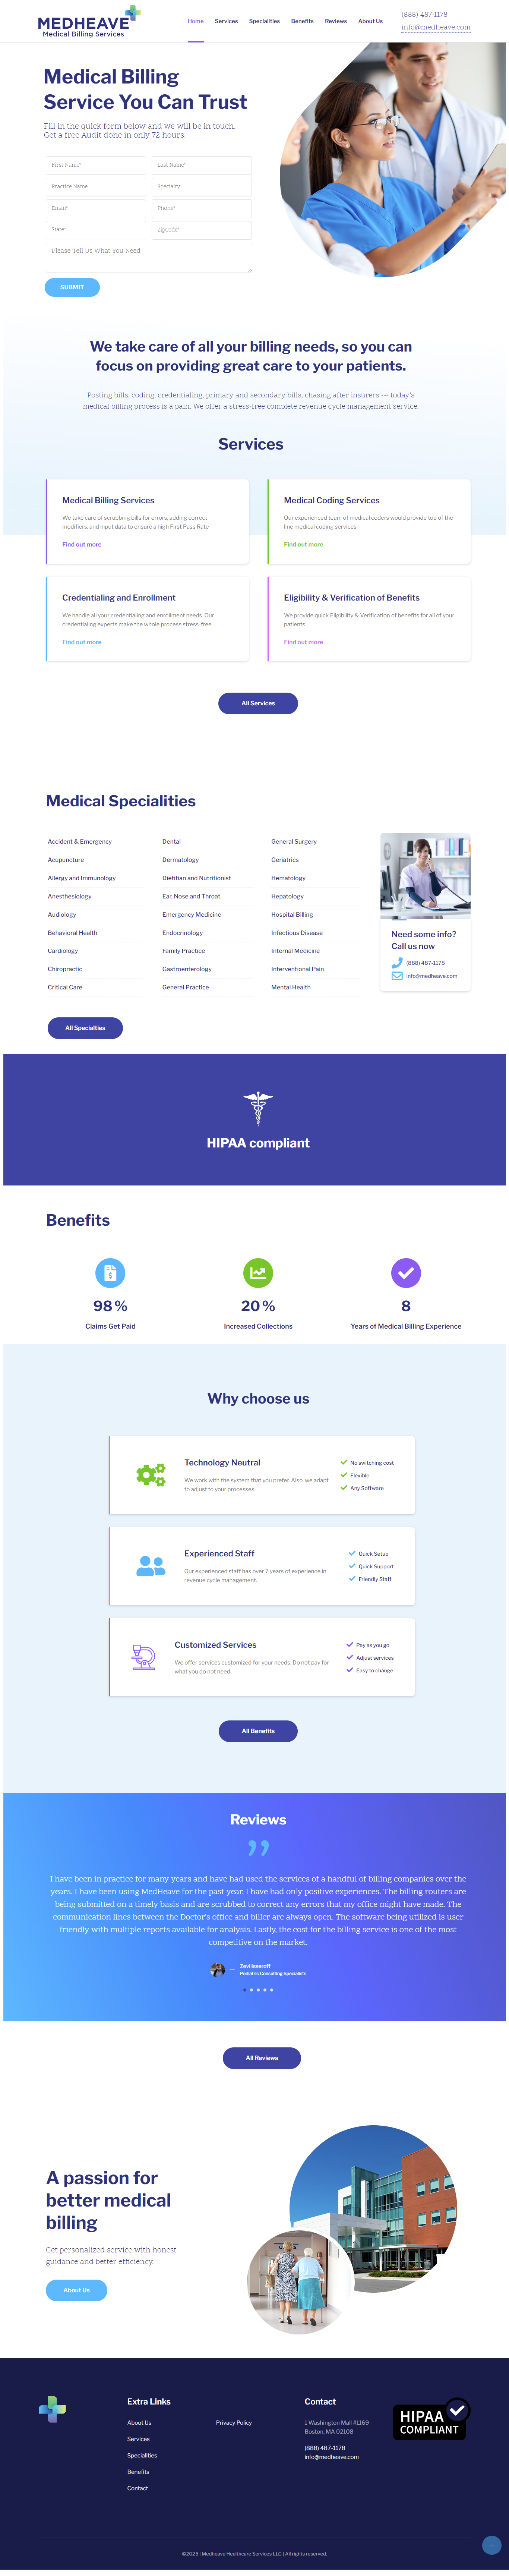 MEDHEAVE
Medical Billing Services
Home
Services
Specialities
Benefits
Reviews
About Us
(888) 487-1178
info@medheave.com
Medical Billing
Service You Can Trust
Fill in the quick form below and we will be in touch.
Get a free Audit done in only 72 hours.
First Name*
Last Name*
Practice Name
Specialty
Email*
Phone*
State*
ZipCode*
Please Tell Us What You Need
SUBMIT
We take care of all your billing needs, so you can
focus on providing great care to your patients.
Posting bills, coding, credentialing, primary and secondary bills, chasing after insurers --- today's
medical billing process is a pain. We offer a stress-free complete revenue cycle management service.
Services
Medical Billing Services
We take care of scrubbing bills for errors, adding correct
modifiers, and input data to ensure a high First Pass Rate
Find out more
Medical Coding Services
Our experienced team of medical coders would provide top of the
line medical coding services
Find out more
Credentialing and Enrollment
We handle all your credentialing and enrollment needs. Our
credentialing experts make the whole process stress-free.
Find out more
Eligibility & Verification of Benefits
We provide quick Eligibility & Verification of benefits for all of your
patients
Find out more
All Services
Medical Specialities
Accident & Emergency
Acupuncture
Allergy and Immunology
Anesthesiology
Audiology
Behavioral Health
Cardiology
Chiropractic
Critical Care
Dental
Dermatology
Dietitian and Nutritionist
Ear, Nose and Throat
Emergency Medicine
Endocrinology
Family Practice
Gastroenterology
General Practice
General Surgery
Geriatrics
Hematology
Hepatology
Hospital Billing
Infectious Disease
Internal Medicine
Interventional Pain
Mental Health
Need some info?
Call us now
(888) 487-1178
info@medheave.com
All Specialties
HIPAA compliant
Benefits
98 %
Claims Get Paid
20 %
Increased Collections
8
Years of Medical Billing Experience
Why choose us
Technology Neutral
We work with the system that you prefer. Also, we adapt
to adjust to your processes.
No switching cost
Flexible
Any Software
Experienced Staff
Our experienced staff has over 7 years of experience in
revenue cycle management.
Quick Setup
Quick Support
Friendly Staff
Customized Services
We offer services customized for your needs. Do not pay for
what you do not need.
Pay as you go
Adjust services
Easy to change
All Benefits
Reviews
I have been in practice for many years and have had used the services of a handful of billing companies over the
years. I have been using MedHeave for the past year. I have had only positive experiences. The billing routers are
being submitted on a timely basis and are scrubbed to correct any errors that my office might have made. The
communication lines between the Doctor's office and biller are always open. The software being utilized is user
friendly with multiple reports available for analysis. Lastly, the cost for the billing service is one of the most
competitive on the market.
Zevi Isseroff
Podiatric Consulting Specialists
All Reviews
A passion for
better medical
billing
Get personalized service with honest
guidance and better efficiency.
About Us
Extra Links
About Us
Services
Specialities
Benefits
Contact
Privacy Policy
Contact
1 Washington Mall #1169
Boston, MA 02108
(888) 487-1178
info@medheave.com
HIPAA
COMPLIANT
©2023 | Medheave Healthcare Services LLC | All rights reserved.